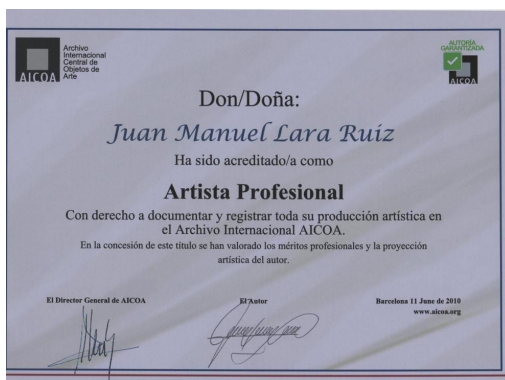 Archivo
Internacional
Central de
Objetos de
Arte
AICOA
AUTORÍA
GARANTIZADA
AICOA
Don/Doña:
Juan Manuel Lara Ruiz
Ha sido acreditado/a como
Artista Profesional
Con derecho a documentar y registrar toda su producción artística en
el Archivo Internacional AICOA.
En la concesión de este título se han valorado los méritos profesionales y la proyección
artística del autor.
El Director General de AICOA
El Autor
Barcelona 11 June de 2010
www.aicoa.org